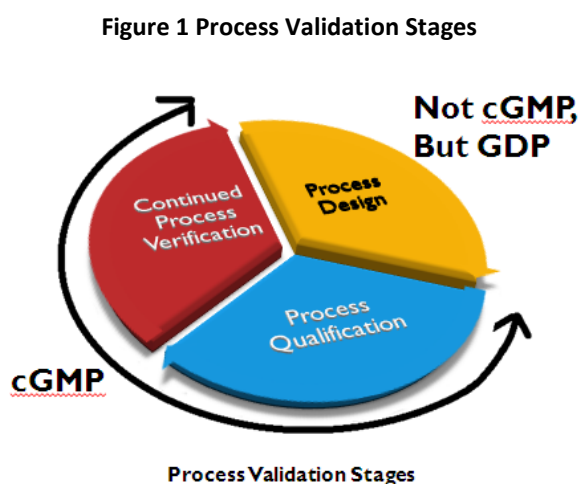 Figure 1 Process Validation Stages
Not cGMP,
But GDP
Process
Design
Continued
Process
Verification
Process
Qualification
cGMP
Process Validation Stages